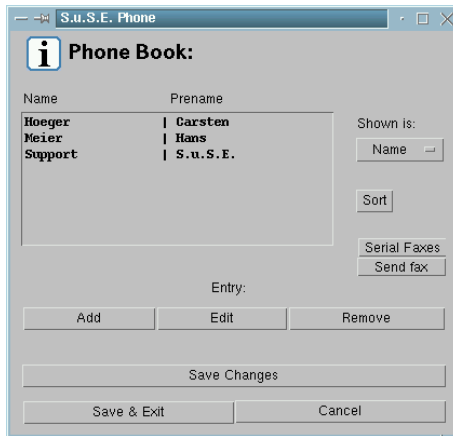 S.u.S.E. Phone
i Phone Book:
Name Prename
Hoeger | Carsten
Meier | Hans
Support | S.u.S.E.
Shown is:
Name
Sort
Serial Faxes
Send fax
Entry:
Add Edit Remove
Save Changes
Save & Exit Cancel